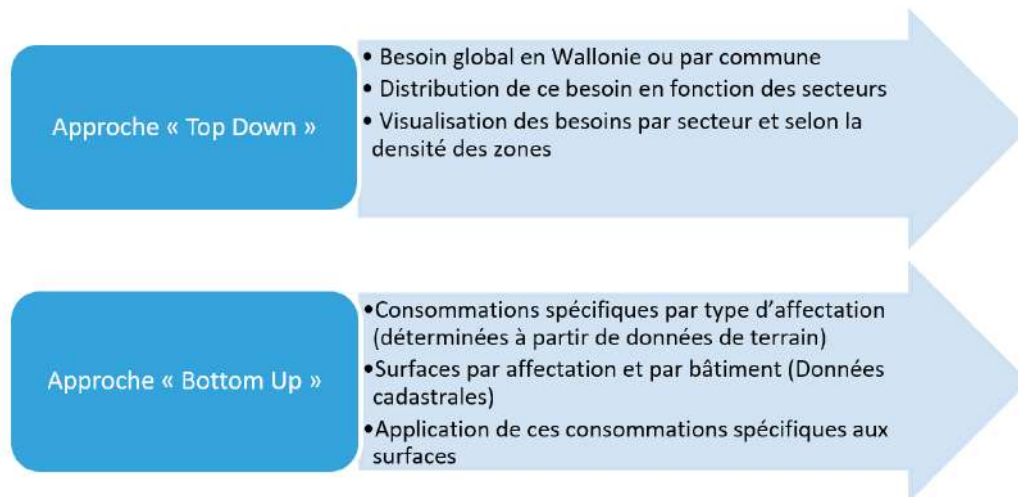 Approche « Top Down »
• Besoin global en Wallonie ou par commune
• Distribution de ce besoin en fonction des secteurs
• Visualisation des besoins par secteur et selon la
densité des zones
Approche « Bottom Up »
•Consommations spécifiques par type d’affectation
(déterminées à partir de données de terrain)
•Surfaces par affectation et par bâtiment (Données
cadastrales)
•Application de ces consommations spécifiques aux
surfaces